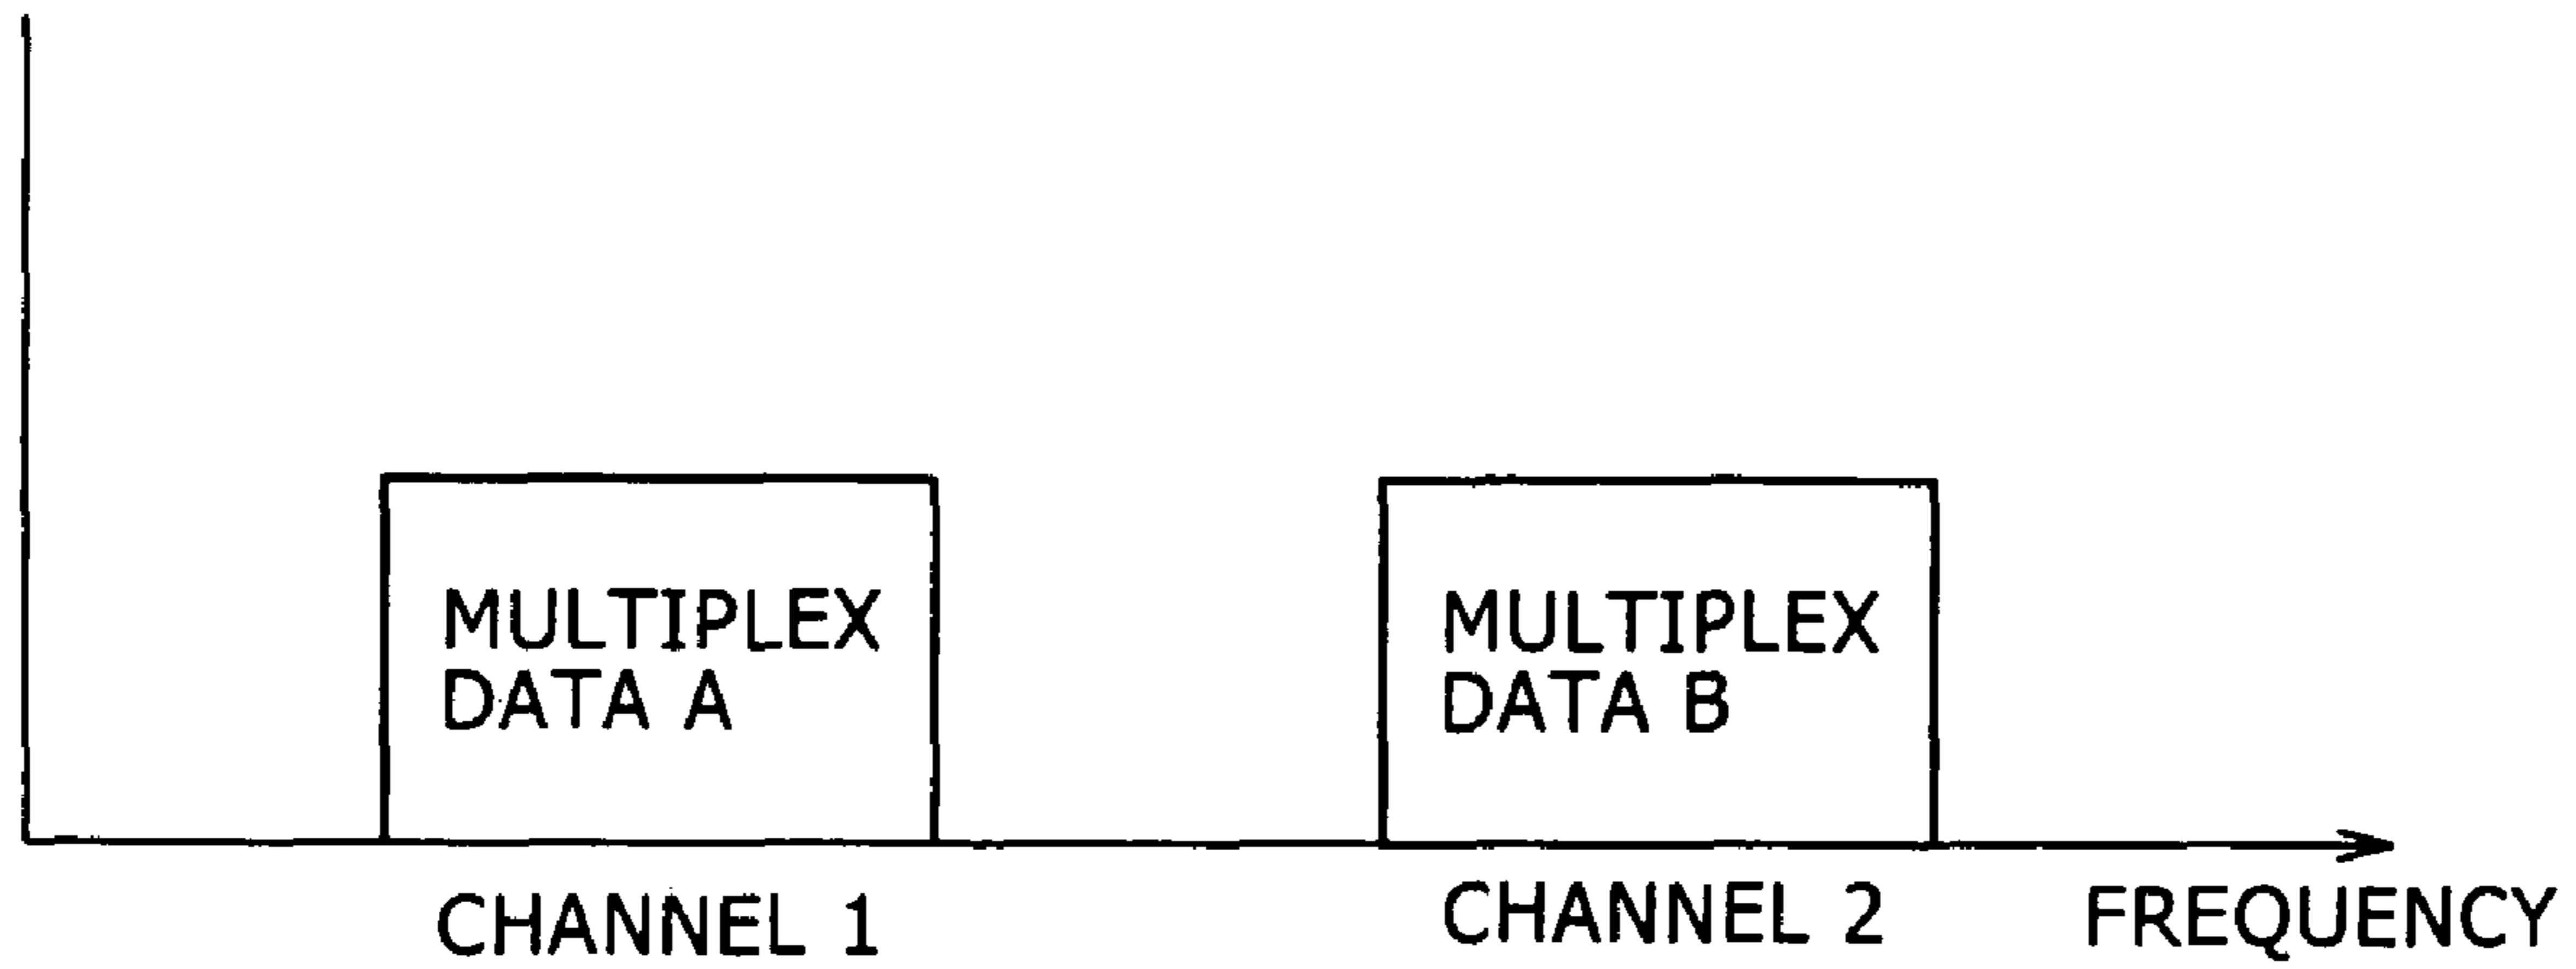 MULTIPLEX
DATA A
MULTIPLEX
DATA B
CHANNEL 1
CHANNEL 2
FREQUENCY